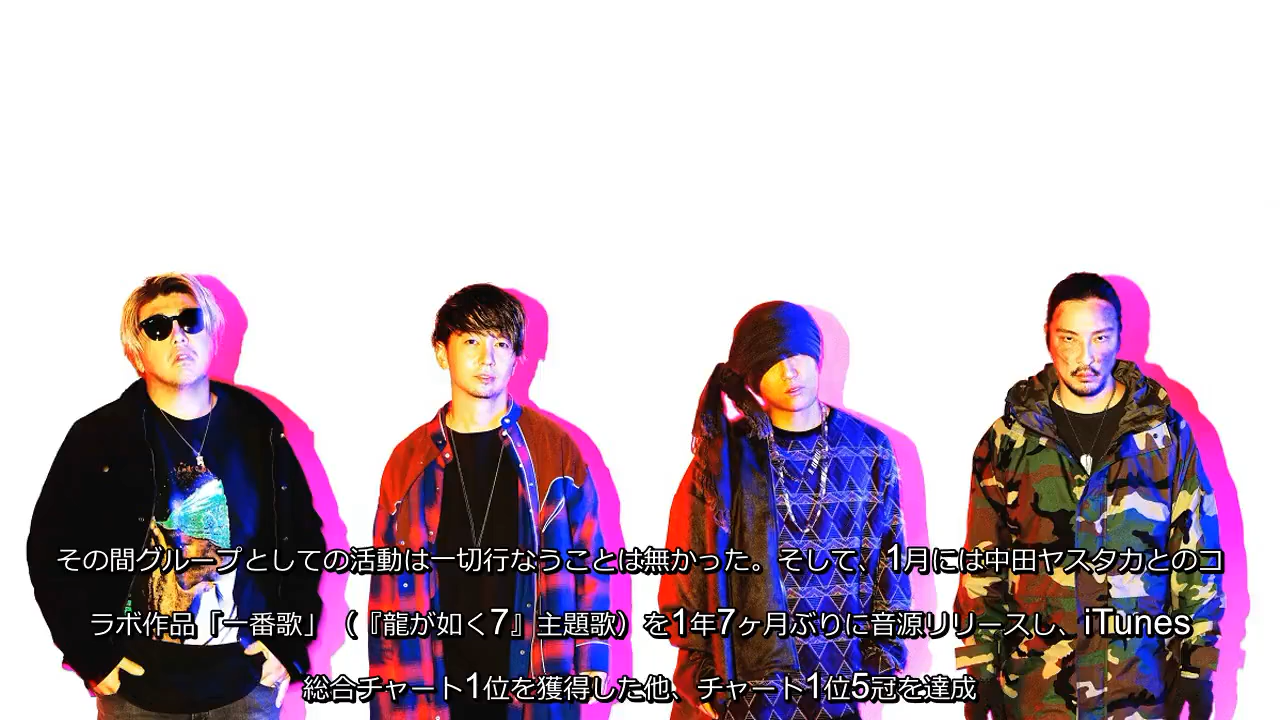 その間グループとしての活動は一切行なうことは無かった。そして、1月には中田ヤスタカとのコ
ラボ作品「一番歌」（『龍が如く7』主題歌）を1年7ヶ月ぶりに音源リリースし、iTunes
総合チャート1位を獲得した他、チャート1位5冠を達成